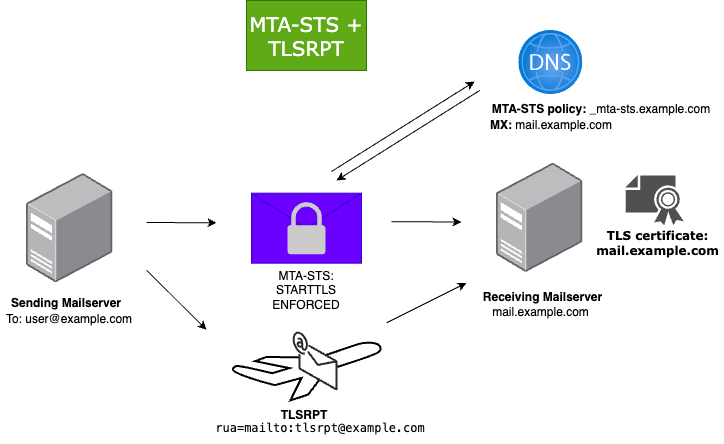 MTA-STS +
TLSRPT
DNS
MTA-STS policy: _mta-sts.example.com
MX: mail.example.com
TLS certificate:
mail.example.com
MTA-STS:
STARTTLS
ENFORCED
Sending Mailserver
To: user@example.com
Receiving Mailserver
mail.example.com
@
TLSRPT
rua=mailto:tlsrpt@example.com